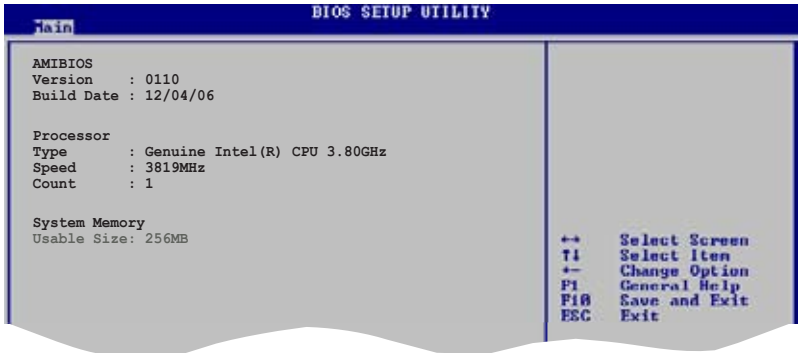 BIOS SETUP UTILITY
Main
AMIBIOS
Version : 0110
Build Date : 12/04/06
Processor
Type : Genuine Intel(R) CPU 3.80GHz
Speed : 3819MHz
Count : 1
System Memory
Usable Size: 256MB
←→ Select Screen
↑↓ Select Item
+- Change Option
F1 General Help
F10 Save and Exit
ESC Exit